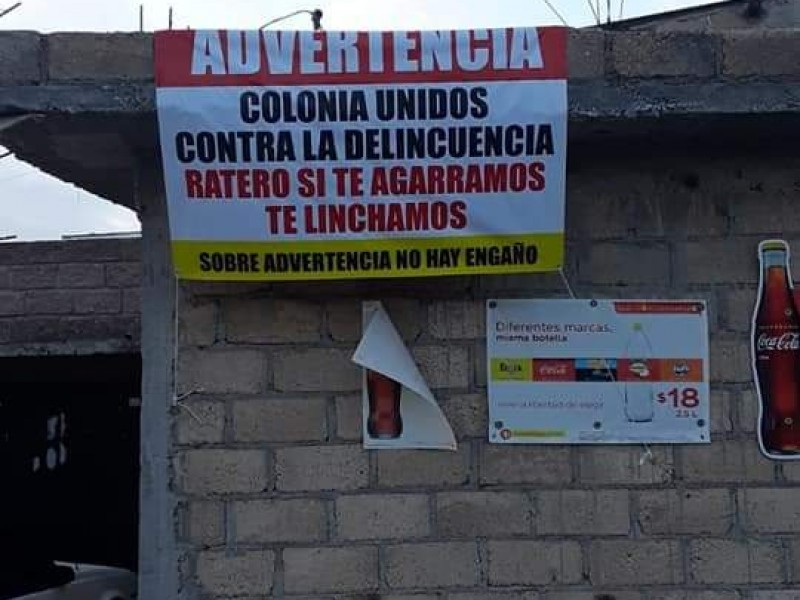 ADVERTENCIA
COLONIA UNIDOS
CONTRA LA DELINCUENCIA
RATERO SI TE AGARRAMOS
TE LINCHAMOS
SOBRE ADVERTENCIA NO HAY ENGAÑO
Diferentes marcas,
misma botella
Coca-Cola
$18
2.5 L
Coca-Cola